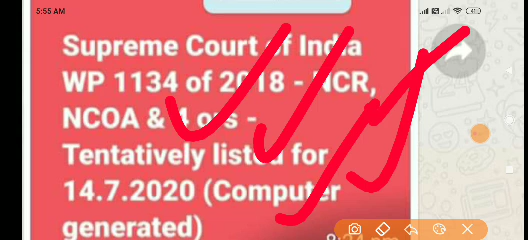 5:55 AM
Supreme Court of India
WP 1134 of 2018 - NCR,
NCOA & 4 ors -
Tentatively listed for
14.7.2020 (Computer
generated)